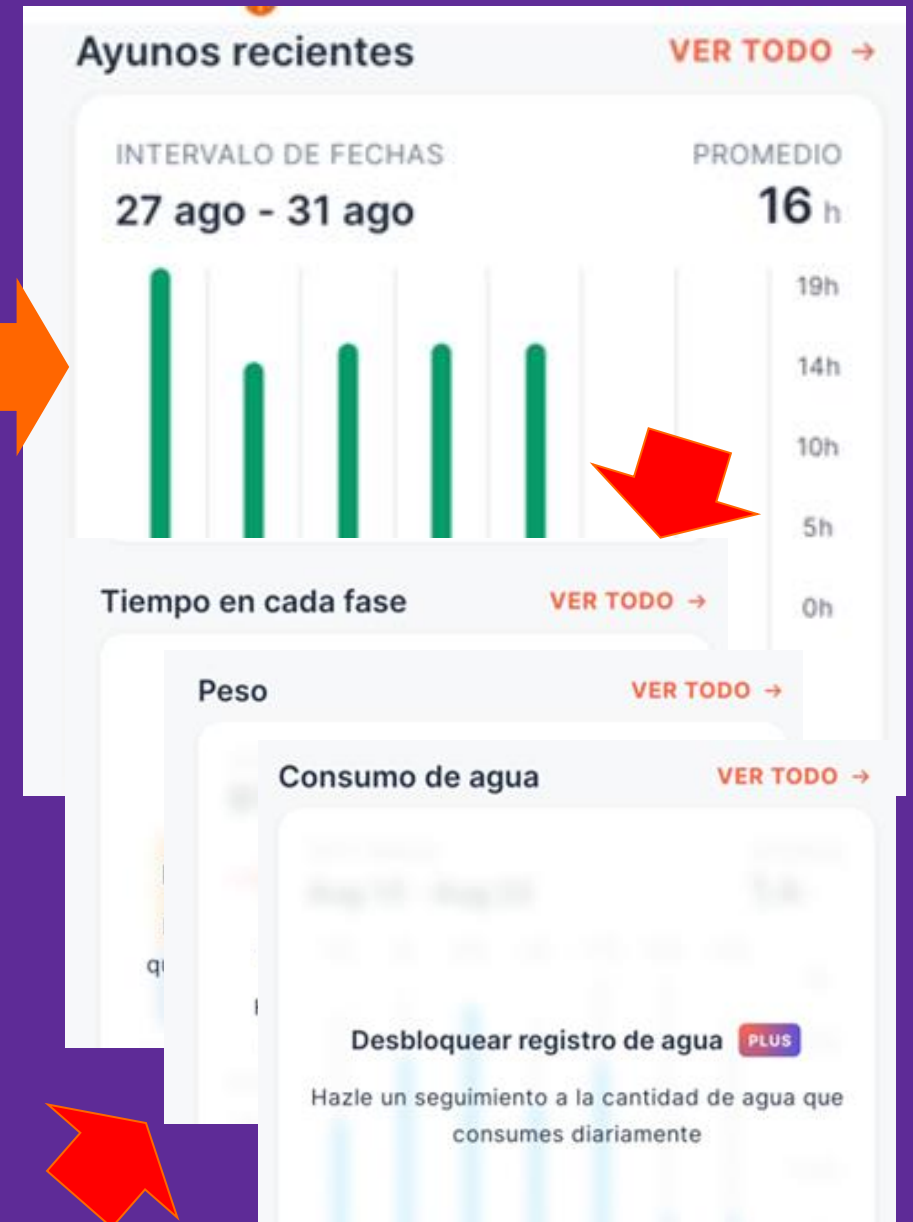 Ayunos recientes
VER TODO →
INTERVALO DE FECHAS
PROMEDIO
27 ago - 31 ago
16 h
19h
14h
10h
5h
0h
Tiempo en cada fase
VER TODO →
Peso
VER TODO →
Consumo de agua
VER TODO →
Desbloquear registro de agua PLUS
Hazle un seguimiento a la cantidad de agua que
consumes diariamente